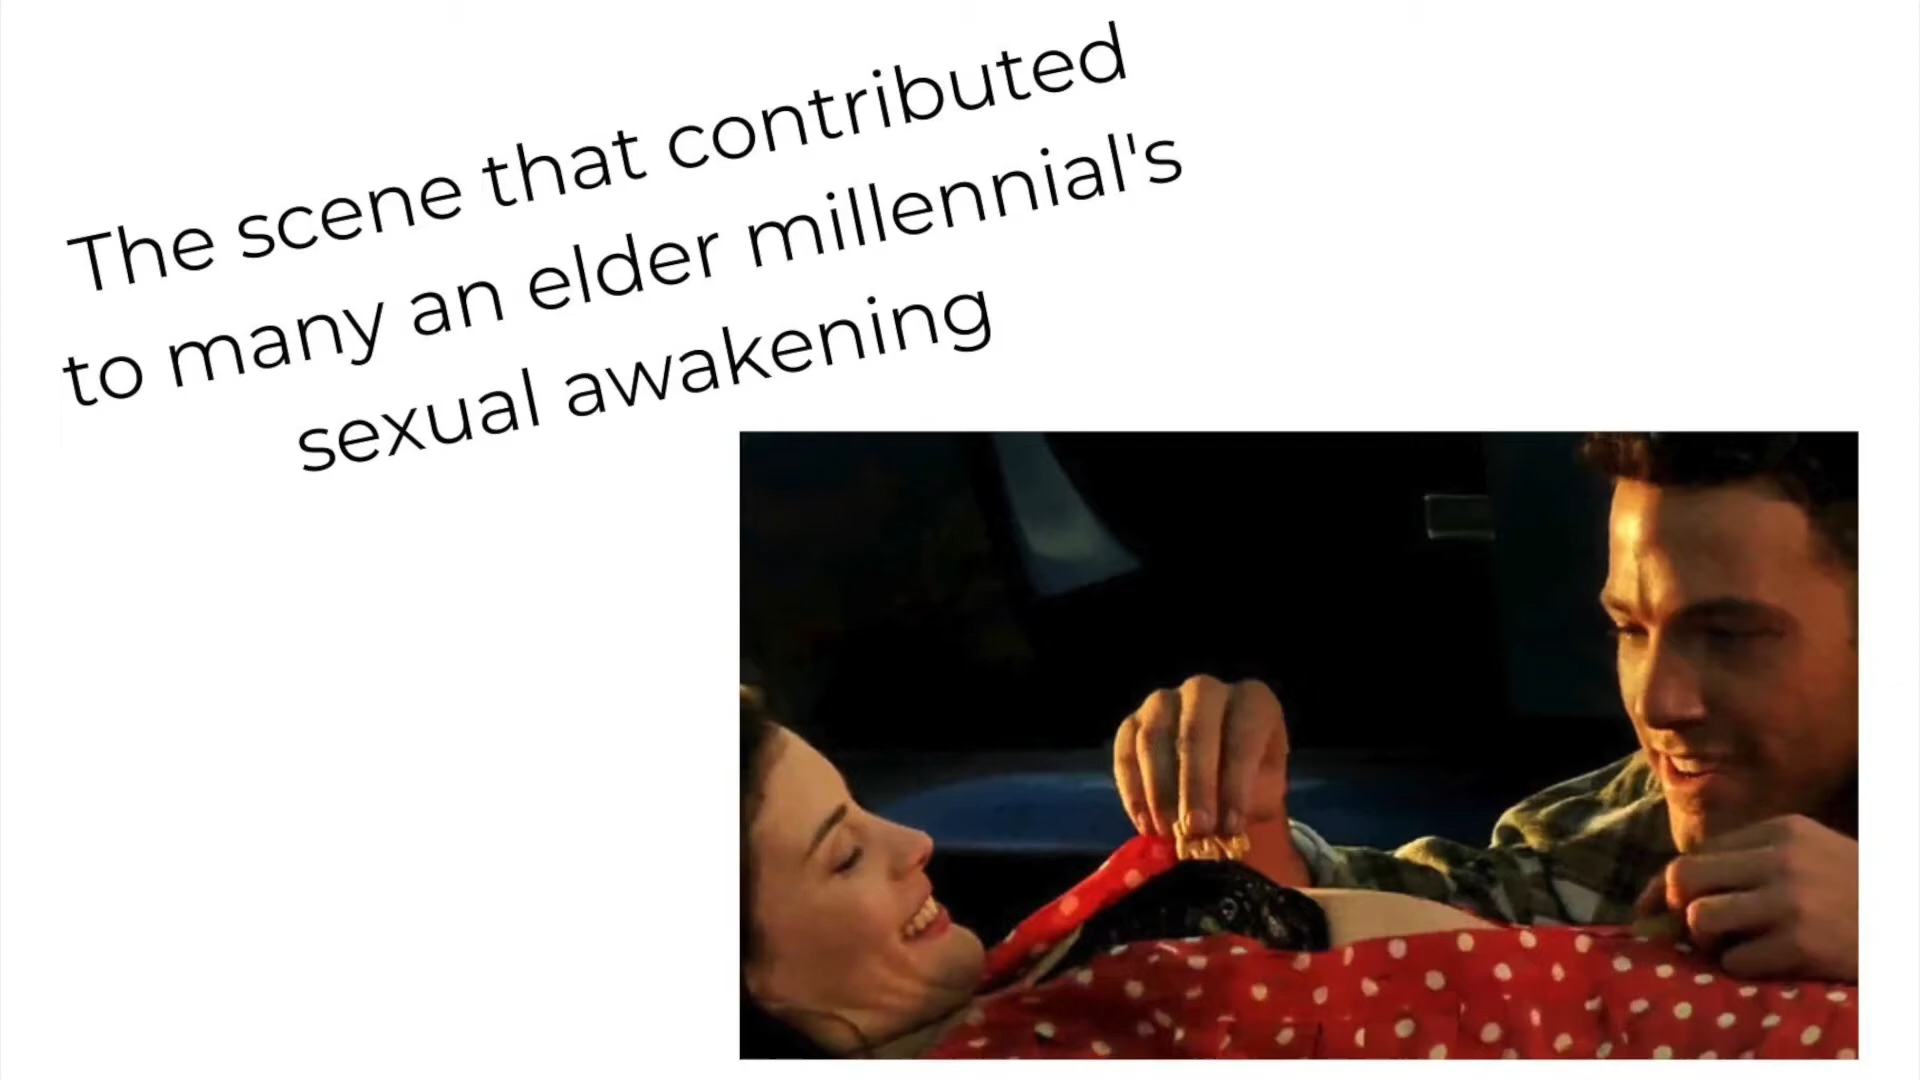 The scene that contributed
to many an elder millennial's
sexual awakening